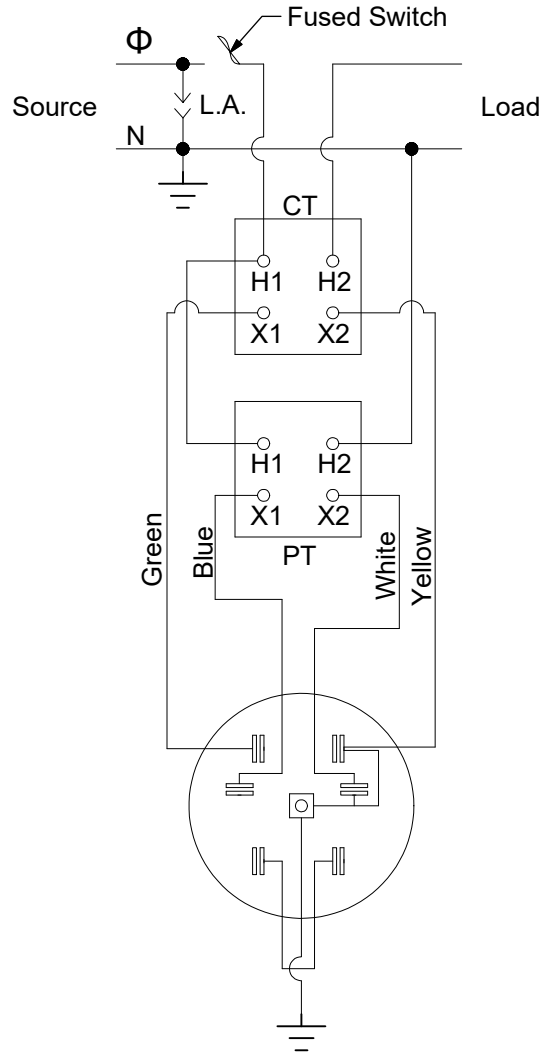 Fused Switch
Φ
Source
L.A.
Load
N
CT
H1 H2
X1 X2
H1 H2
X1 X2
PT
Green
Blue
White
Yellow